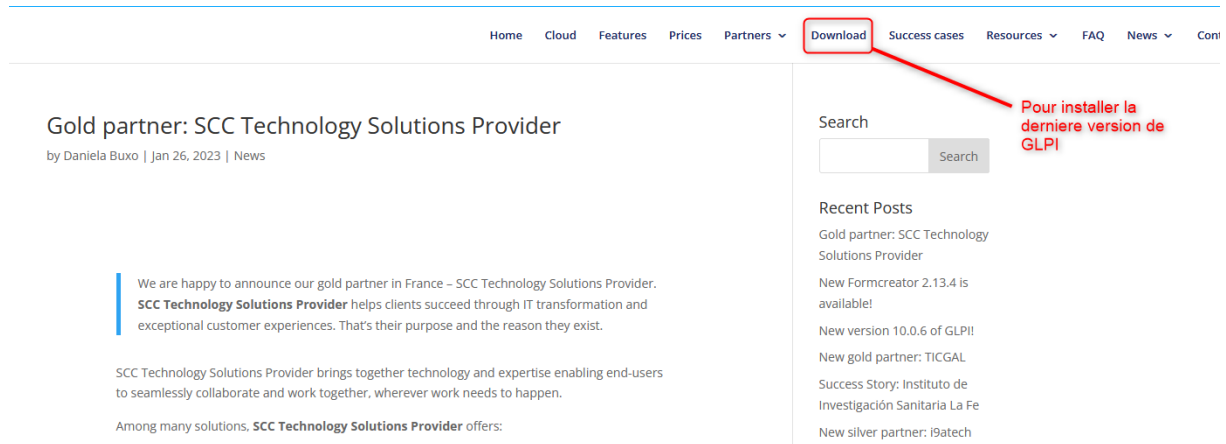 Home Cloud Features Prices Partners Download Success cases Resources FAQ News Cont
Gold partner: SCC Technology Solutions Provider
by Daniela Buxo | Jan 26, 2023 | News
We are happy to announce our gold partner in France – SCC Technology Solutions Provider.
SCC Technology Solutions Provider helps clients succeed through IT transformation and
exceptional customer experiences. That's their purpose and the reason they exist.
SCC Technology Solutions Provider brings together technology and expertise enabling end-users
to seamlessly collaborate and work together, wherever work needs to happen.
Among many solutions, SCC Technology Solutions Provider offers:
Pour installer la
derniere version de
GLPI
Search
Search
Recent Posts
Gold partner: SCC Technology
Solutions Provider
New Formcreator 2.13.4 is
available!
New version 10.0.6 of GLPI!
New gold partner: TICGAL
Success Story: Instituto de
Investigación Sanitaria La Fe
New silver partner: i9atech